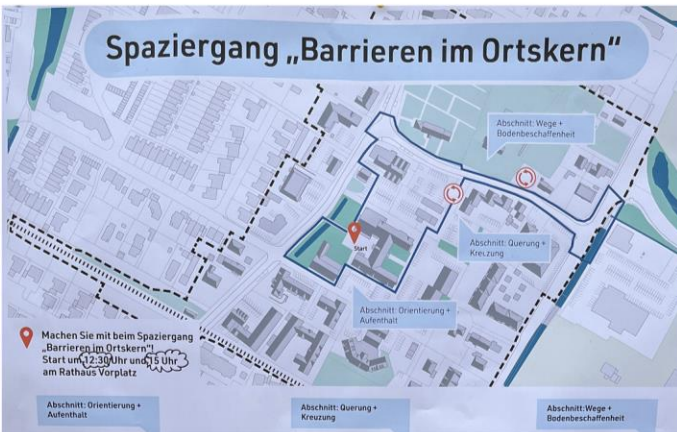 Spaziergang „Barrieren im Ortskern“
Abschnitt: Wege +
Bodenbeschaffenheit
Abschnitt: Querung +
Kreuzung
Start
Abschnitt: Orientierung +
Aufenthalt
Machen Sie mit beim Spaziergang
„Barrieren im Ortskern“!
Start um 12:30 Uhr und 15 Uhr
am Rathaus Vorplatz
Abschnitt: Orientierung +
Aufenthalt
Abschnitt: Querung +
Kreuzung
Abschnitt: Wege +
Bodenbeschaffenheit